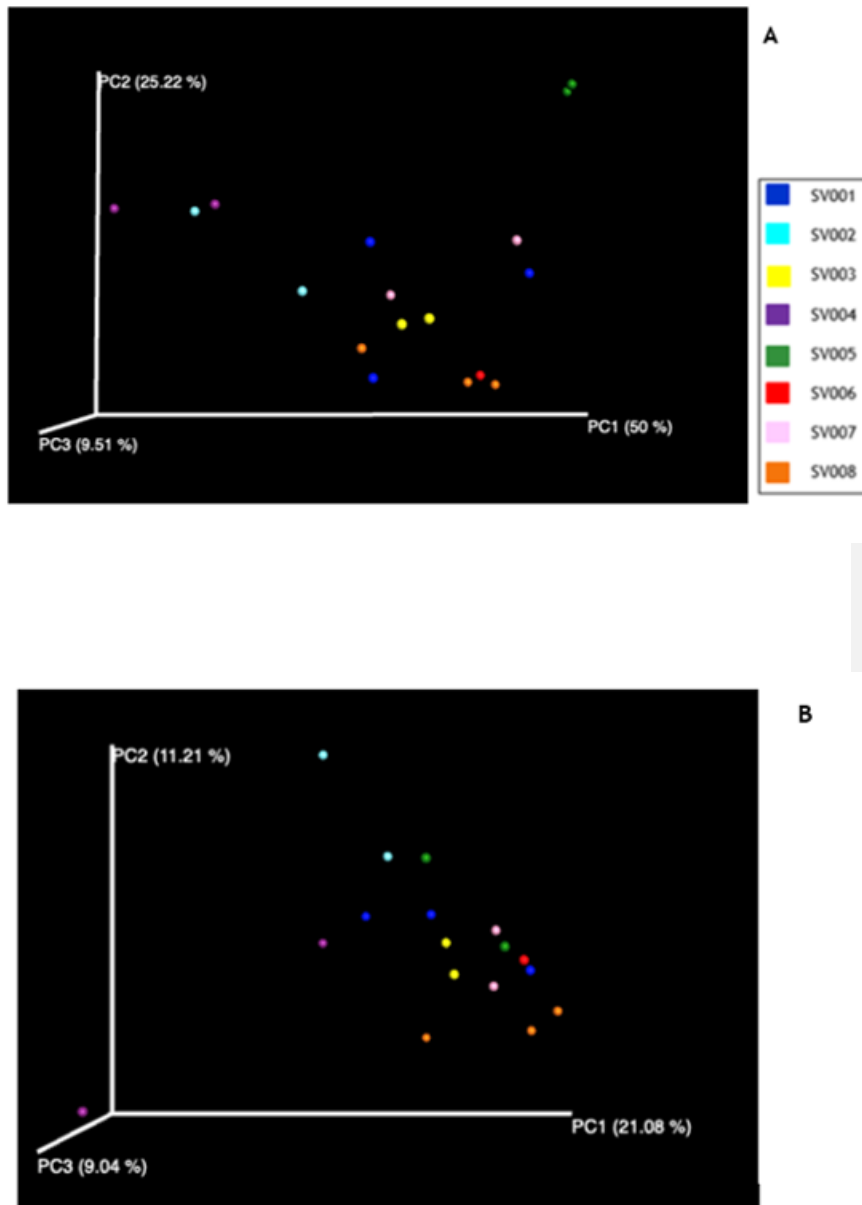 A
PC2 (25.22 %)
SV001
SV002
SV003
SV004
SV005
SV006
SV007
SV008
PC1 (50 %)
PC3 (9.51 %)
B
PC2 (11.21 %)
PC1 (21.08 %)
PC3 (9.04 %)